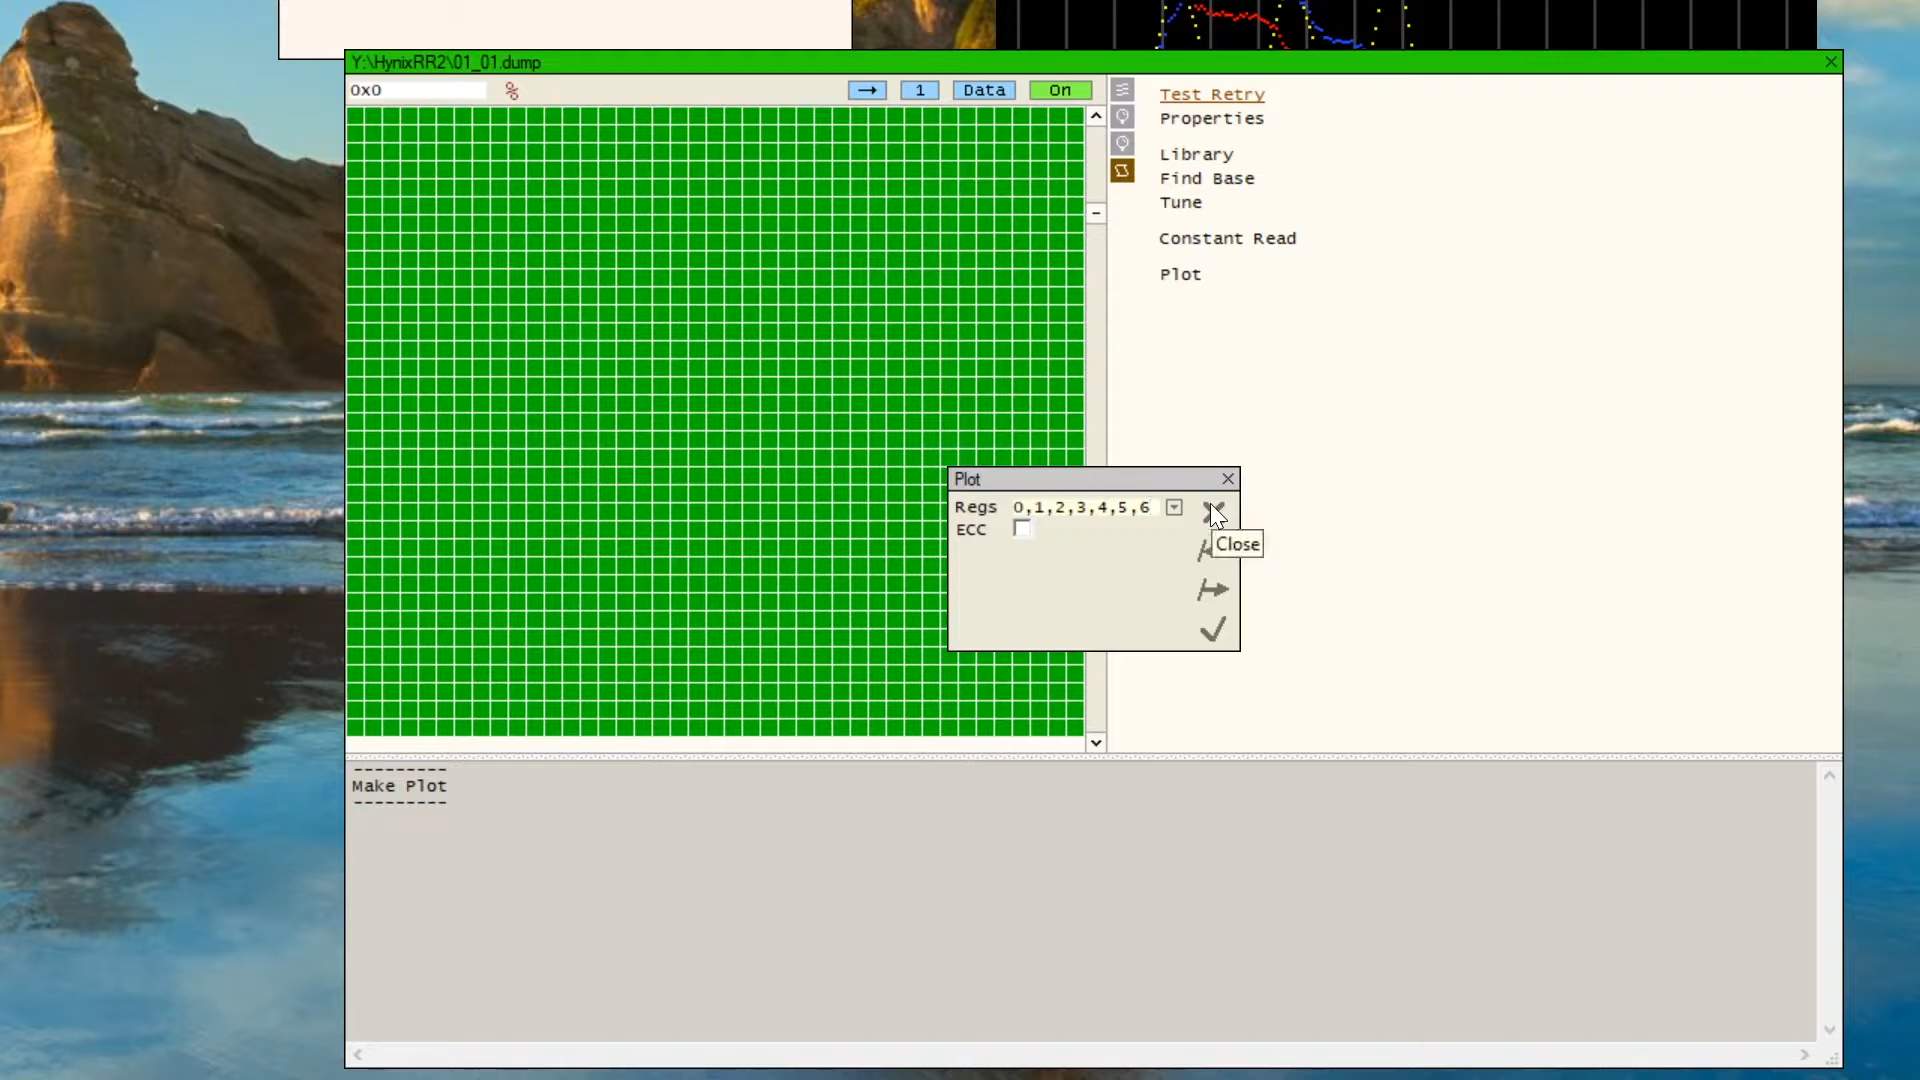 Y:\HynixRR2\01_01.dump
0x0 % → 1 Data On
Test Retry
Properties
Library
Find Base
Tune
Constant Read
Plot
Plot
Regs 0,1,2,3,4,5,6
ECC
Close
---------
Make Plot
---------